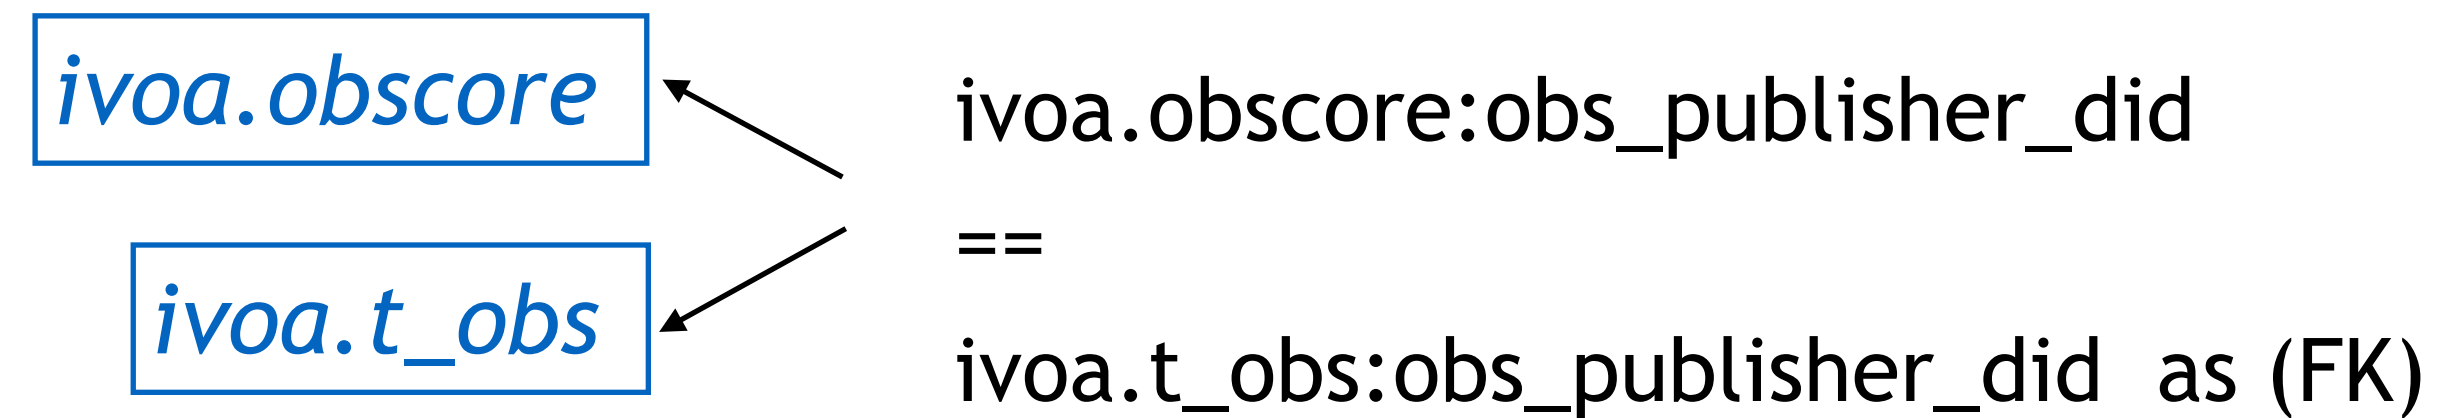 ivoa.obscore
ivoa.t_obs
ivoa.obscore:obs_publisher_did
==
ivoa.t_obs:obs_publisher_did as (FK)